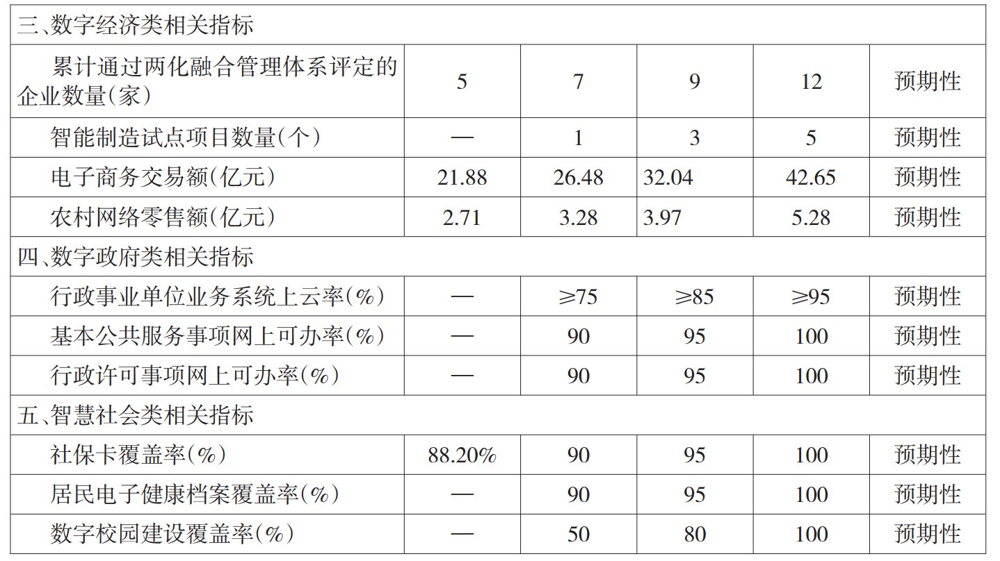 三、数字经济类相关指标
累计通过两化融合管理体系评定的
企业数量(家) 5 7 9 12 预期性
智能制造试点项目数量(个) — 1 3 5 预期性
电子商务交易额(亿元) 21.88 26.48 32.04 42.65 预期性
农村网络零售额(亿元) 2.71 3.28 3.97 5.28 预期性
四、数字政府类相关指标
行政事业单位业务系统上云率(%) — ⩾75 ⩾85 ⩾95 预期性
基本公共服务事项网上可办率(%) — 90 95 100 预期性
行政许可事项网上可办率(%) — 90 95 100 预期性
五、智慧社会类相关指标
社保卡覆盖率(%) 88.20% 90 95 100 预期性
居民电子健康档案覆盖率(%) — 90 95 100 预期性
数字校园建设覆盖率(%) — 50 80 100 预期性